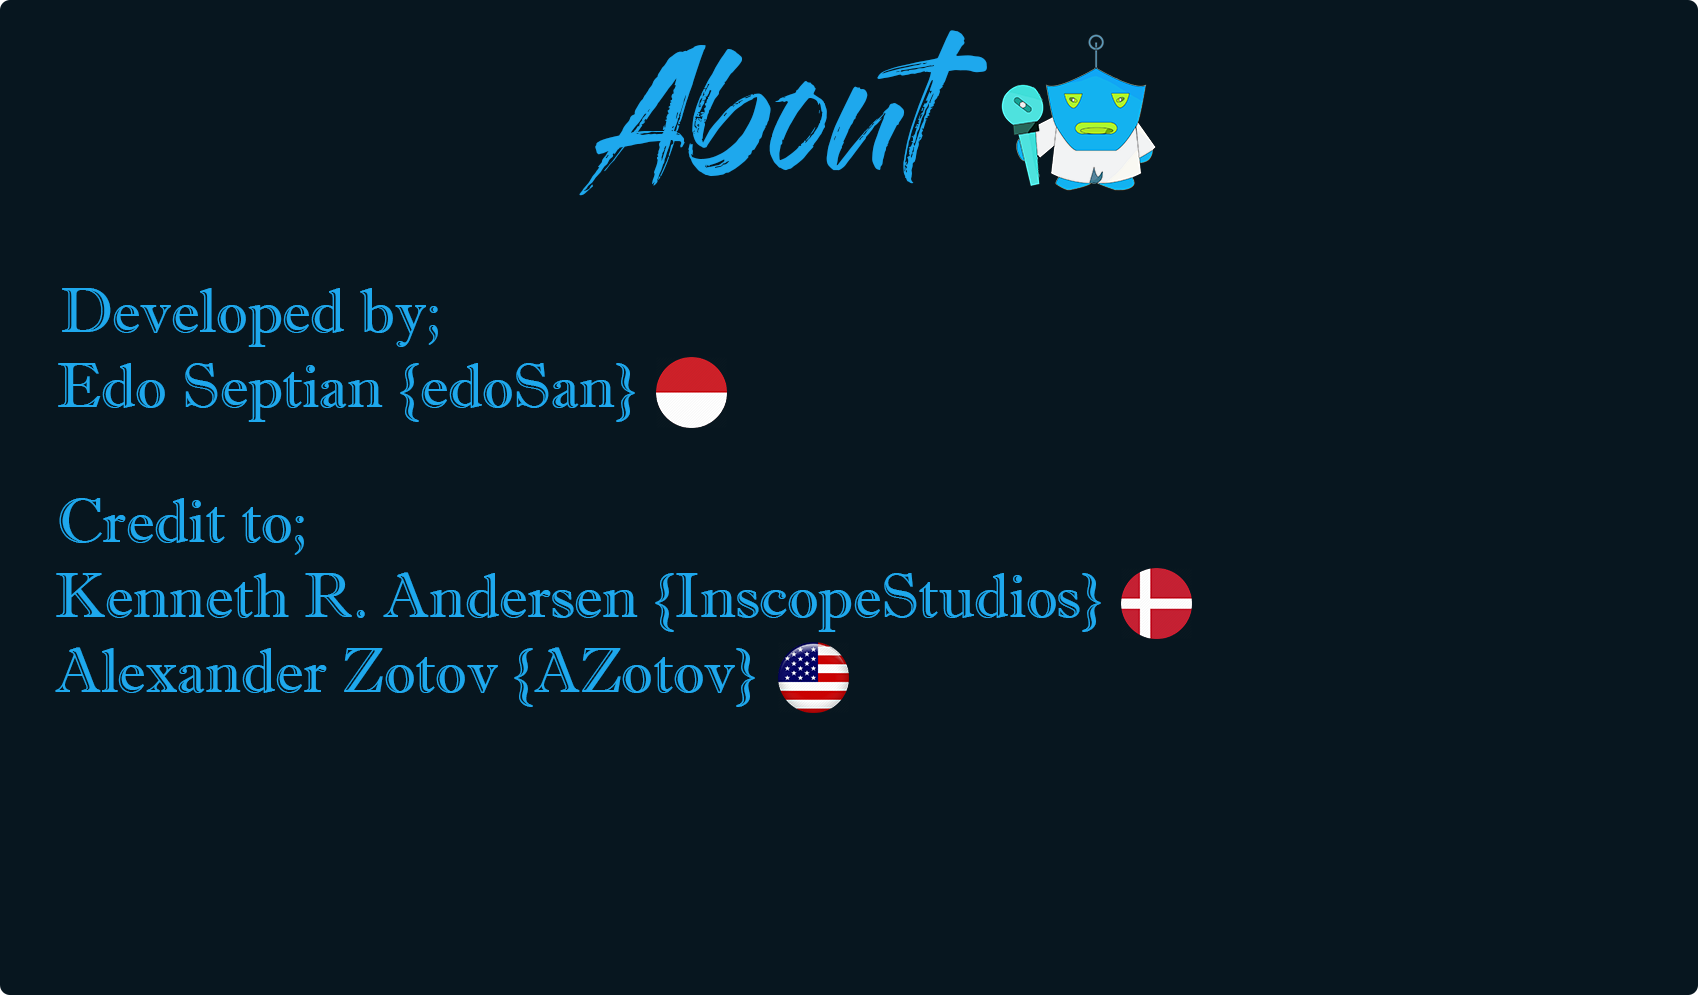 About
Developed by;
Edo Septian {edoSan}
Credit to;
Kenneth R. Andersen {InscopeStudios}
Alexander Zotov {AZotov}